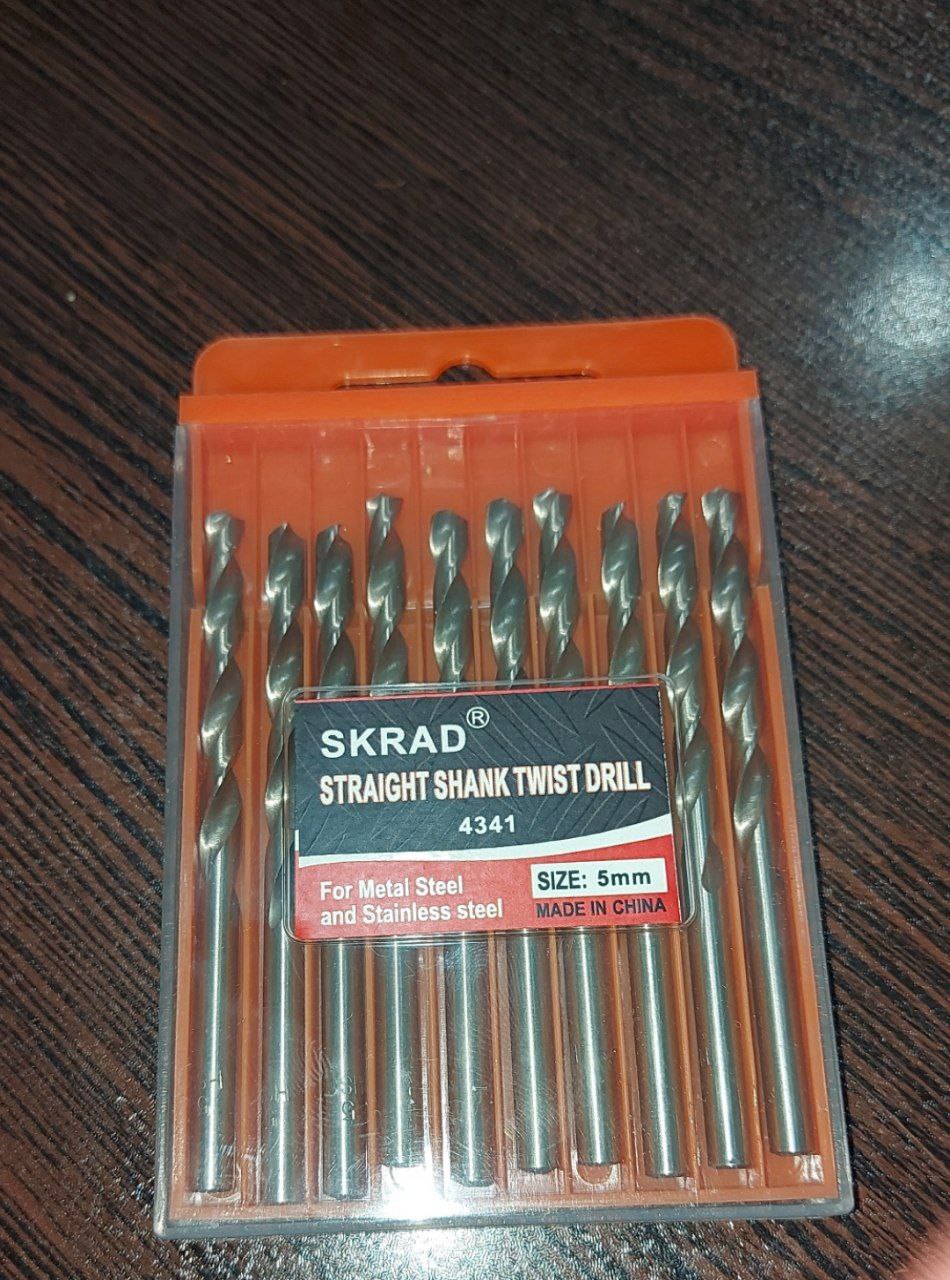 SKRAD®
STRAIGHT SHANK TWIST DRILL
4341
For Metal Steel
and Stainless steel
SIZE: 5mm
MADE IN CHINA